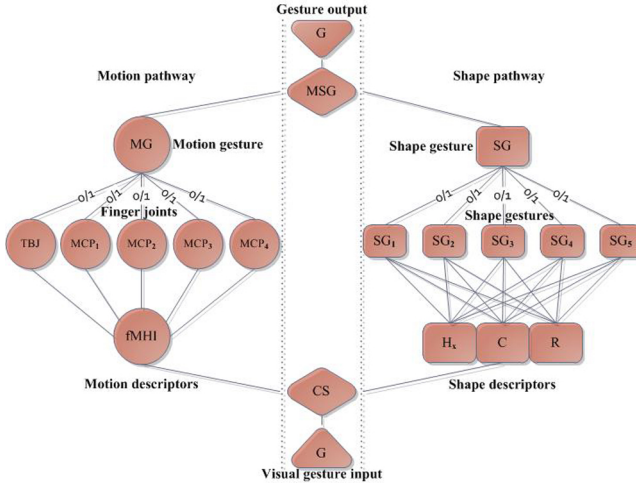 Gesture output
G
Motion pathway
MSG
Shape pathway
MG
Motion gesture
Shape gesture
SG
0/1 0/1 0/1 0/1
0/1 0/1 0/1 0/1 0/1
Finger joints
Shape gestures
TBJ MCP₁ MCP₂ MCP₃ MCP₄
SG₁ SG₂ SG₃ SG₄ SG₅
fMHI
Hₓ C R
Motion descriptors
CS
Shape descriptors
G
Visual gesture input